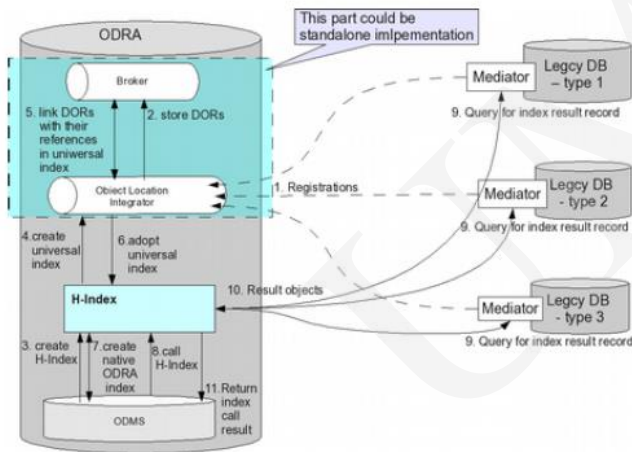 ODRA
This part could be
standalone imlpementation
Broker
5. link DORs
with their
references
in uniwersal
index
2. store DORs
Object Location
Integrator
1. Registrations
4.create
universal
index
6.adopt
universal
index
H-Index
10. Result objects
3. create
H-Index
7.create
native
ODRA
index
8.call
H-Index
11.Return
index
call
result
ODMS
Mediator
Legcy DB
– type 1
9. Query for index result record
Mediator
Legcy DB
- type 2
9. Query for index result record
Mediator
Legcy DB
- type 3
9. Query for index result record